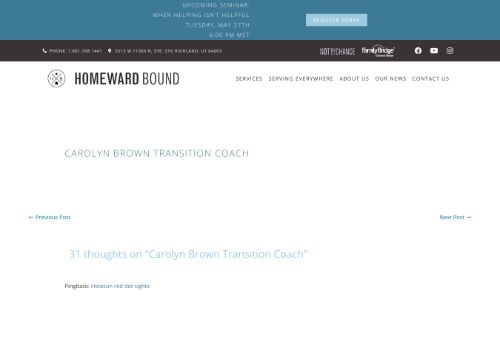 UPCOMING SEMINAR:
WHEN HELPING ISN'T HELPFUL
TUESDAY, MAY 27TH
6:00 PM MST
REGISTER TODAY
PHONE: 1.801.768.1441
5513 W 11000 N, STE. 316 HIGHLAND, UT 84003
NOT BY CHANCE
FamilyBridge
HOMEWARD BOUND
SERVICES SERVING EVERYWHERE ABOUT US OUR NEWS CONTACT US
CAROLYN BROWN TRANSITION COACH
← Previous Post
Next Post →
31 thoughts on “Carolyn Brown Transition Coach”
Pingback: Holosun red dot sights